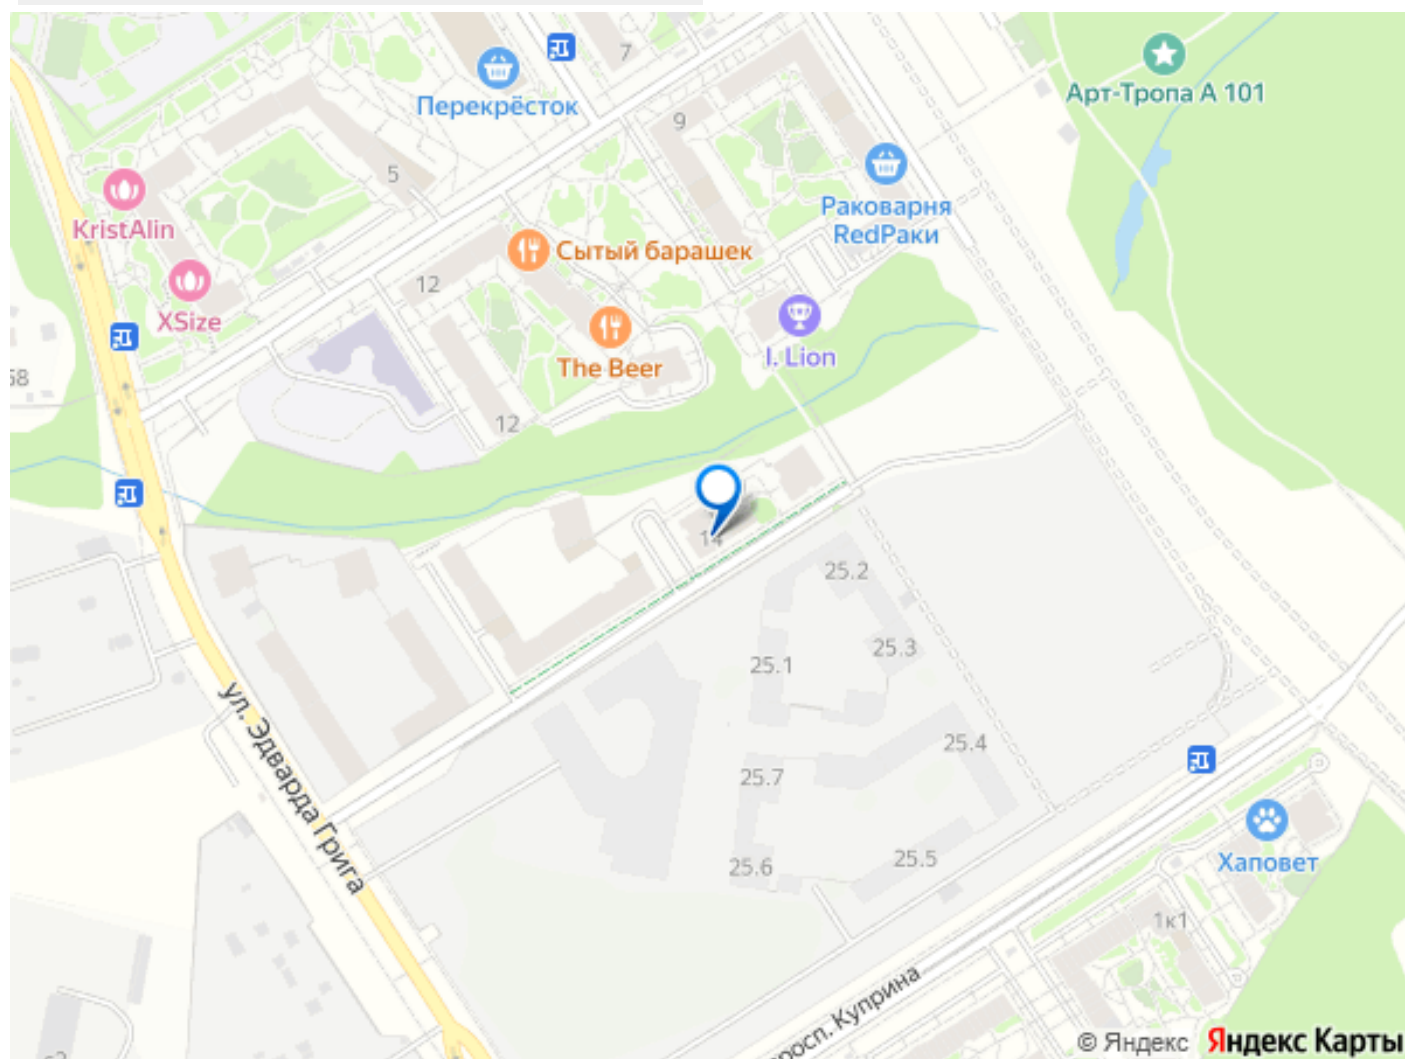 7
Перекрёсток
Арт-Тропа А 101
9
5
KristAlin
Раковарня
RedРаки
Сытый барашек
12
XSize
I. Lion
The Beer
12
14
25.2
25.3
25.1
ул. Эдварда Грига
25.4
25.7
25.5
25.6
Хаповет
1к1
просп. Куприна
© Яндекс Яндекс Карты